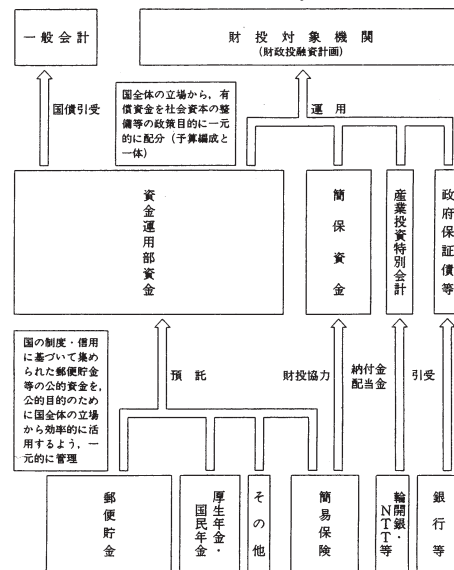 一般会計
財投対象機関
(財政投融資計画)
国債引受
国全体の立場から，有
償資金を社会資本の整
備等の政策目的に一元
的に配分（予算編成と
一体）
運用
資金運用部資金
簡保資金
産業投資特別会計
政府保証債等
国の制度・信用
に基づいて集め
られた郵便貯金
等の公的資金を，
公的目的のため
に国全体の立場
から効率的に活
用するよう，一
元的に管理
預託
財投協力
納付金
配当金
引受
郵便貯金
厚生年金・
国民年金
その他
簡易保険
輸開銀・
NTT等
銀行等